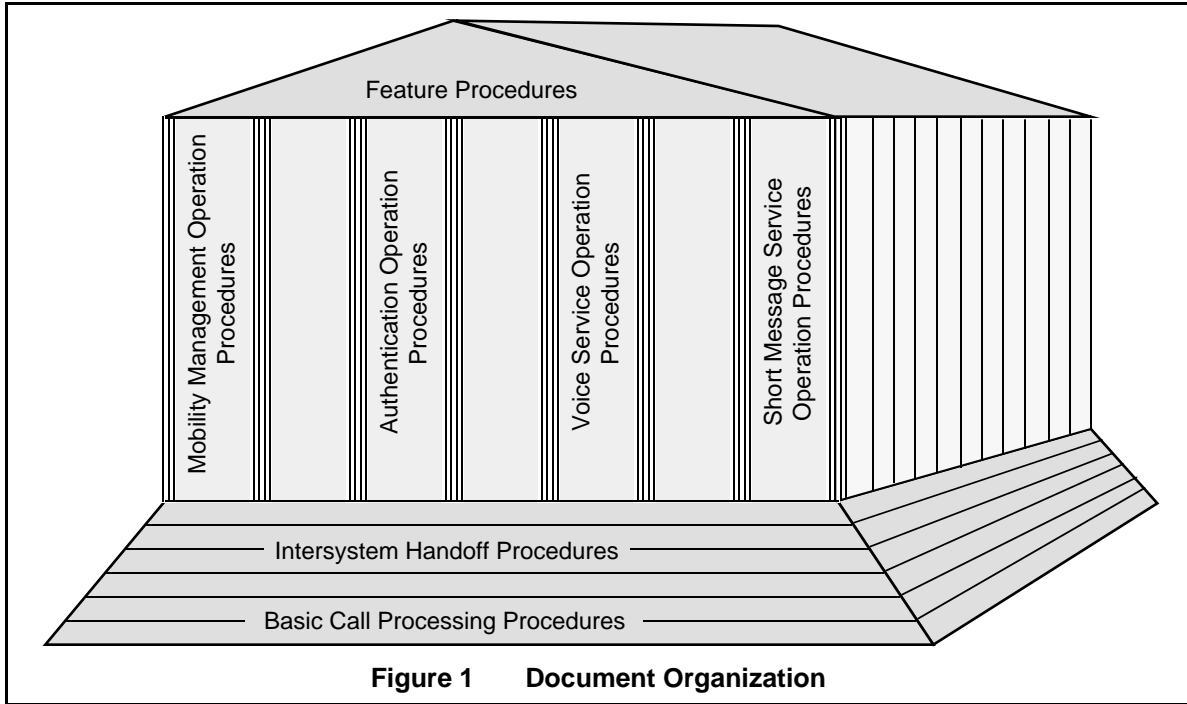 Feature Procedures
Mobility Management Operation
Procedures
Authentication Operation
Procedures
Voice Service Operation
Procedures
Short Message Service
Operation Procedures
Intersystem Handoff Procedures
Basic Call Processing Procedures
Figure 1 Document Organization